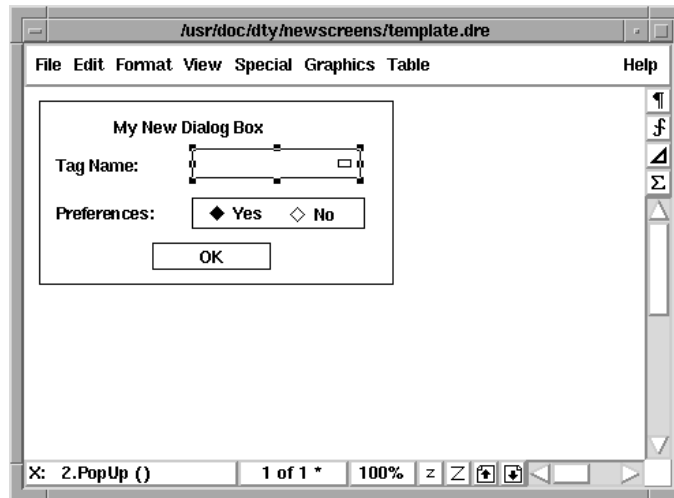 /usr/doc/dty/newscreens/template.dre
File Edit Format View Special Graphics Table Help
¶
My New Dialog Box
Tag Name:
Preferences: Yes No
OK
Σ
X: 2.PopUp () 1 of 1 * 100% z Z